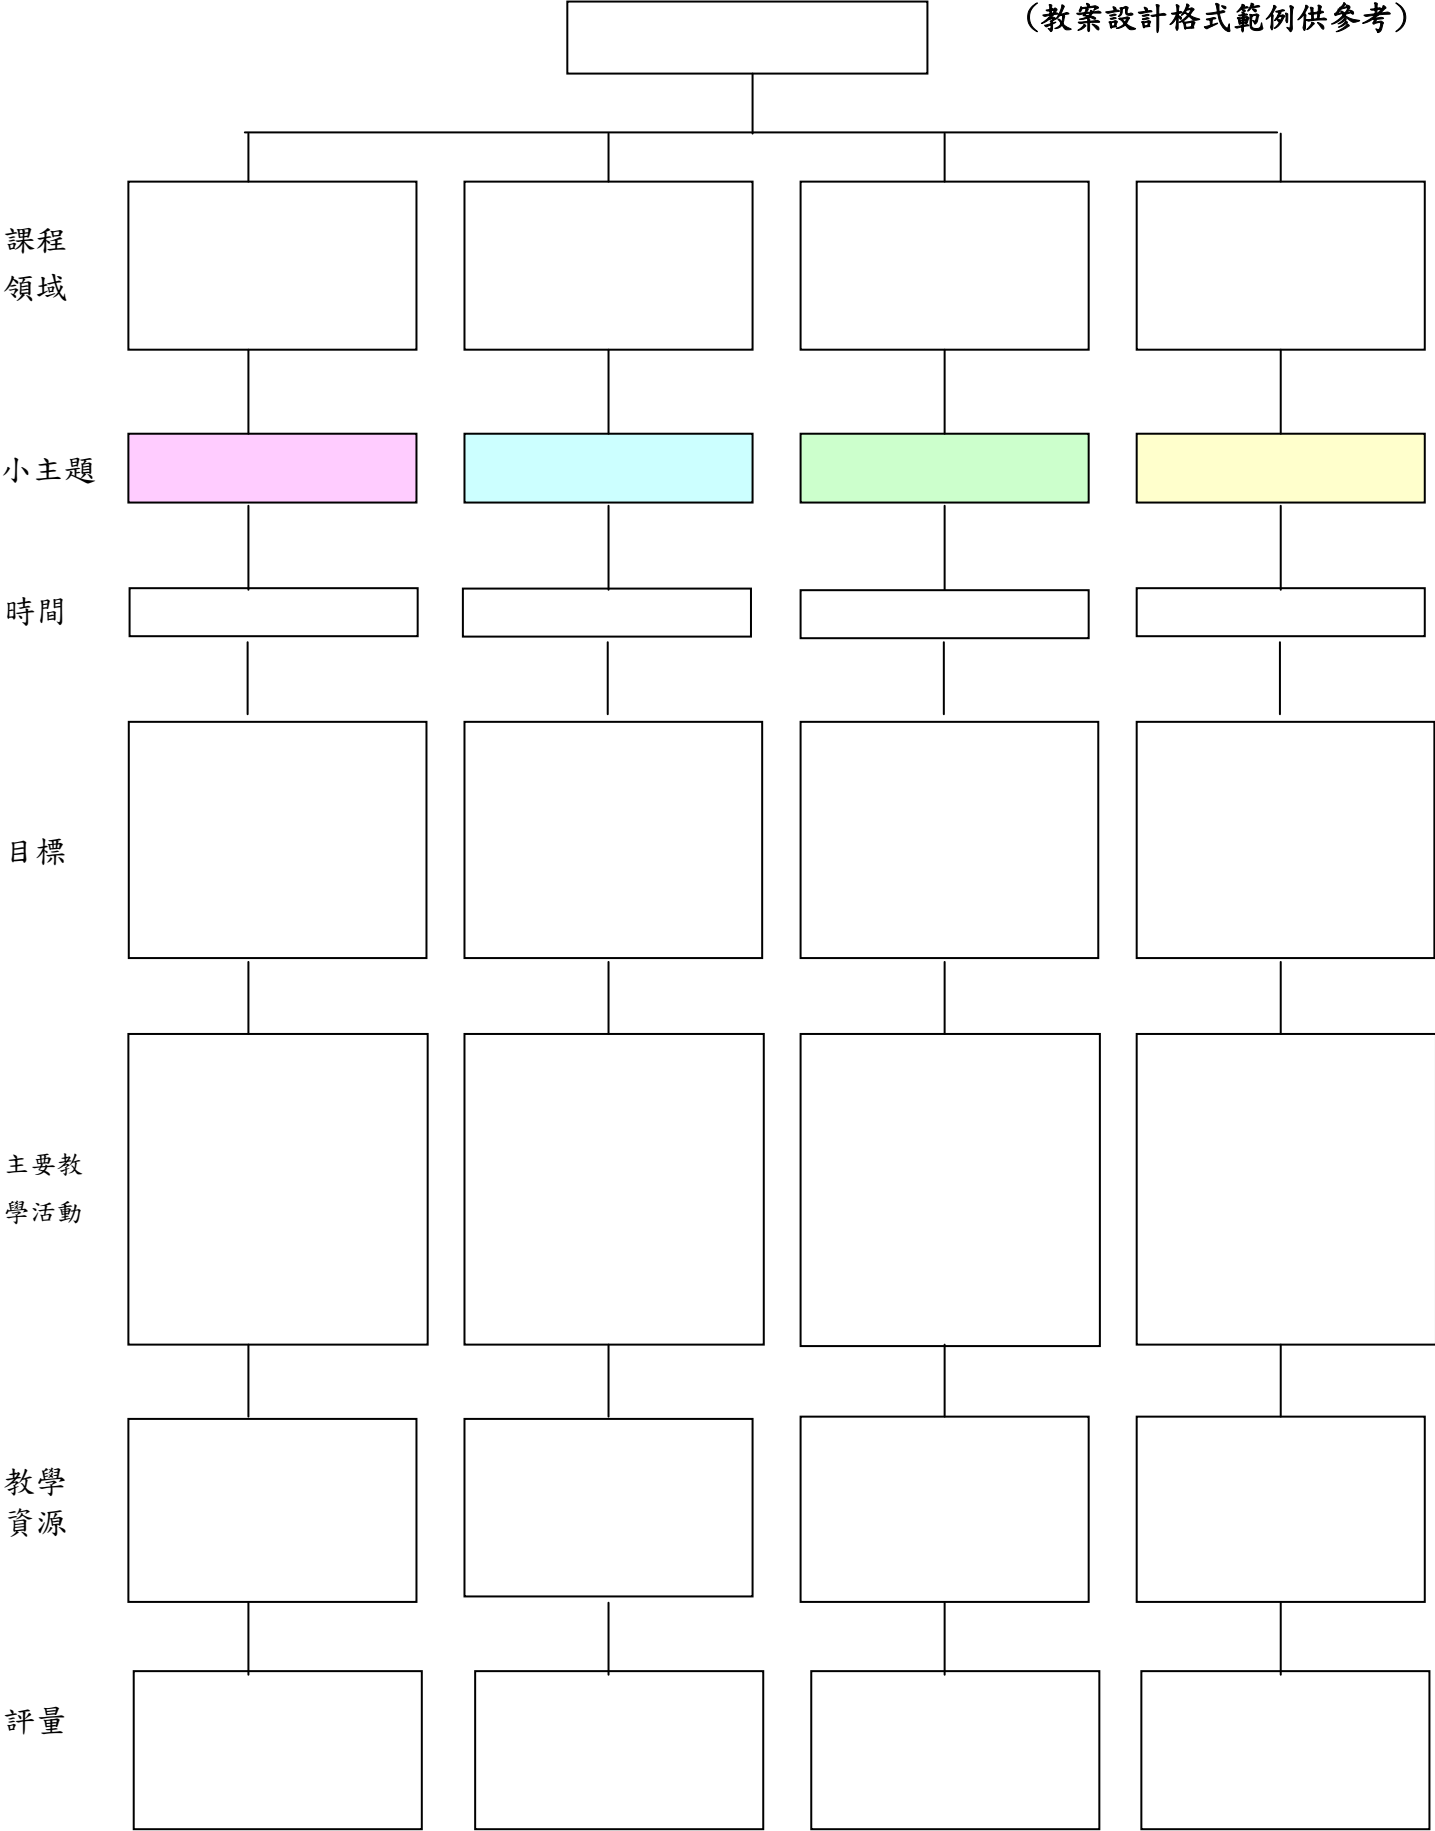 （教案設計格式範例供參考）
課程
領域
小主題
時間
目標
主要教
學活動
教學
資源
評量